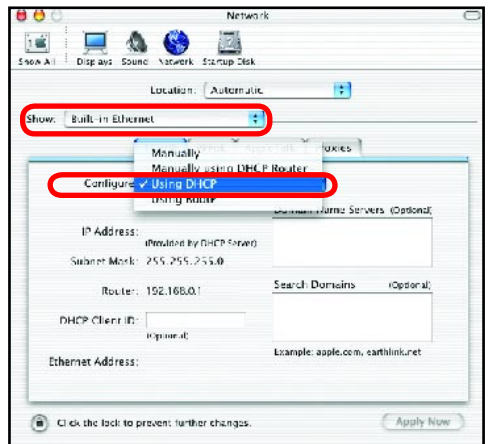 Network
Show All Displays Sound Network Startup Disk
Location: Automatic
Show: Built-in Ethernet
Proxies
Manually
Manually using DHCP Router
Configure ✓ Using DHCP
Using BootP
Domain Name Servers (Optional)
IP Address:
(Provided by DHCP Server)
Subnet Mask: 255.255.255.0
Router: 192.168.0.1
Search Domains (Optional)
DHCP Client ID:
(Optional)
Example: apple.com, earthlink.net
Ethernet Address:
Click the lock to prevent further changes.
Apply Now